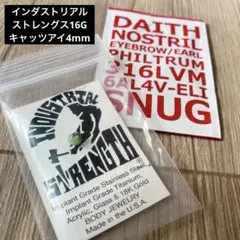 インダストリアル
ストレングス16G
キャッツアイ4mm
DAITH
NOSTRIL
EYEBROW/EARL
PHILTRUM
316LVM
6AL4V-ELi
SNUG
INDUSTRIAL
STRENGTH
Implant Grade Stainless Steel,
Implant Grade Titanium,
Acrylic, Glass & 18K Gold
BODY JEWELRY
Made in the U.S.A.